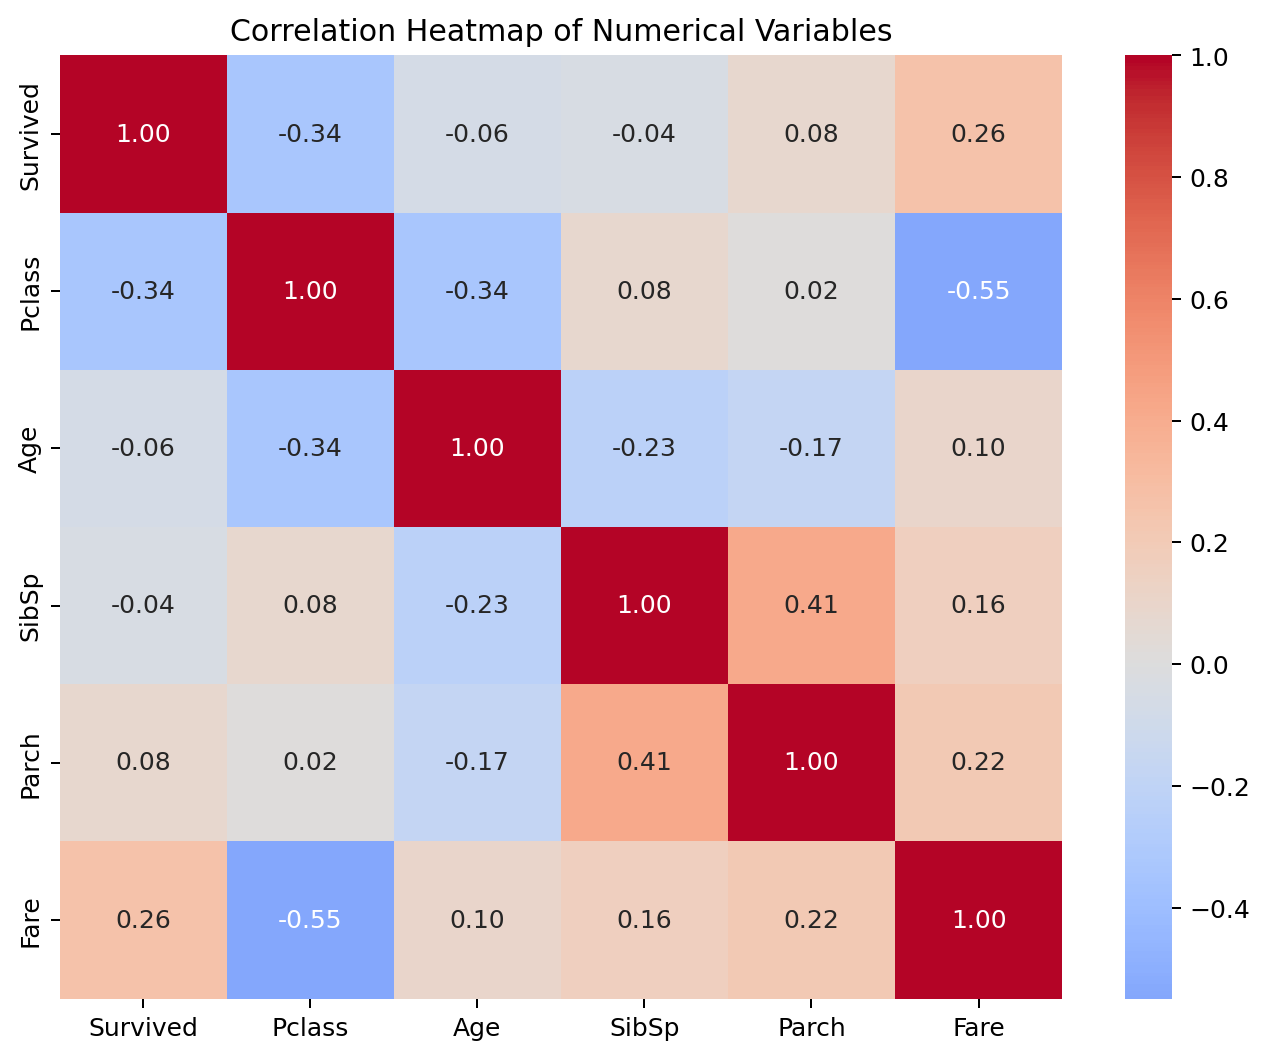 Correlation Heatmap of Numerical Variables
Survived 1.00 -0.34 -0.06 -0.04 0.08 0.26
Pclass -0.34 1.00 -0.34 0.08 0.02 -0.55
Age -0.06 -0.34 1.00 -0.23 -0.17 0.10
SibSp -0.04 0.08 -0.23 1.00 0.41 0.16
Parch 0.08 0.02 -0.17 0.41 1.00 0.22
Fare 0.26 -0.55 0.10 0.16 0.22 1.00
Survived Pclass Age SibSp Parch Fare
1.0
0.8
0.6
0.4
0.2
0.0
−0.2
−0.4